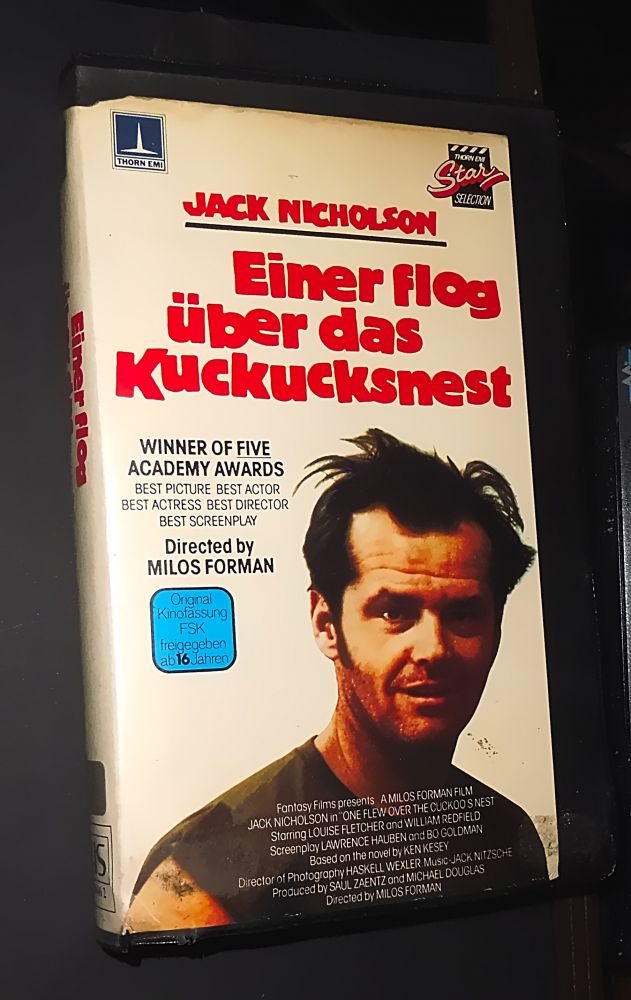 THORN EMI
THORN EMI
Star
SELECTION
JACK NICHOLSON
Einer flog
über das
Kuckucksnest
WINNER OF FIVE
ACADEMY AWARDS
BEST PICTURE BEST ACTOR
BEST ACTRESS BEST DIRECTOR
BEST SCREENPLAY
Directed by
MILOS FORMAN
Original
Kinofassung
FSK
freigegeben
ab 16 Jahren
Fantasy Films presents A MILOS FORMAN FILM
JACK NICHOLSON in "ONE FLEW OVER THE CUCKOO'S NEST
Starring LOUISE FLETCHER and WILLIAM REDFIELD
Screenplay LAWRENCE HAUBEN and BO GOLDMAN
Based on the novel by KEN KESEY
Director of Photography HASKELL WEXLER Music-JACK NITZSCHE
Produced by SAUL ZAENTZ and MICHAEL DOUGLAS
Directed by MILOS FORMAN
Einer flog